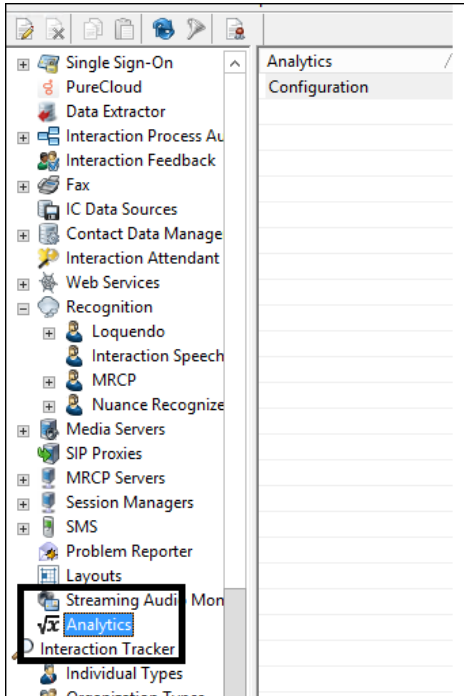 Single Sign-On
PureCloud
Data Extractor
Interaction Process Au
Interaction Feedback
Fax
IC Data Sources
Contact Data Manage
Interaction Attendant
Web Services
Recognition
Loquendo
Interaction Speech
MRCP
Nuance Recognize
Media Servers
SIP Proxies
MRCP Servers
Session Managers
SMS
Problem Reporter
Layouts
Streaming Audio Mon
√x Analytics
Interaction Tracker
Individual Types
Organization Types
Analytics
Configuration